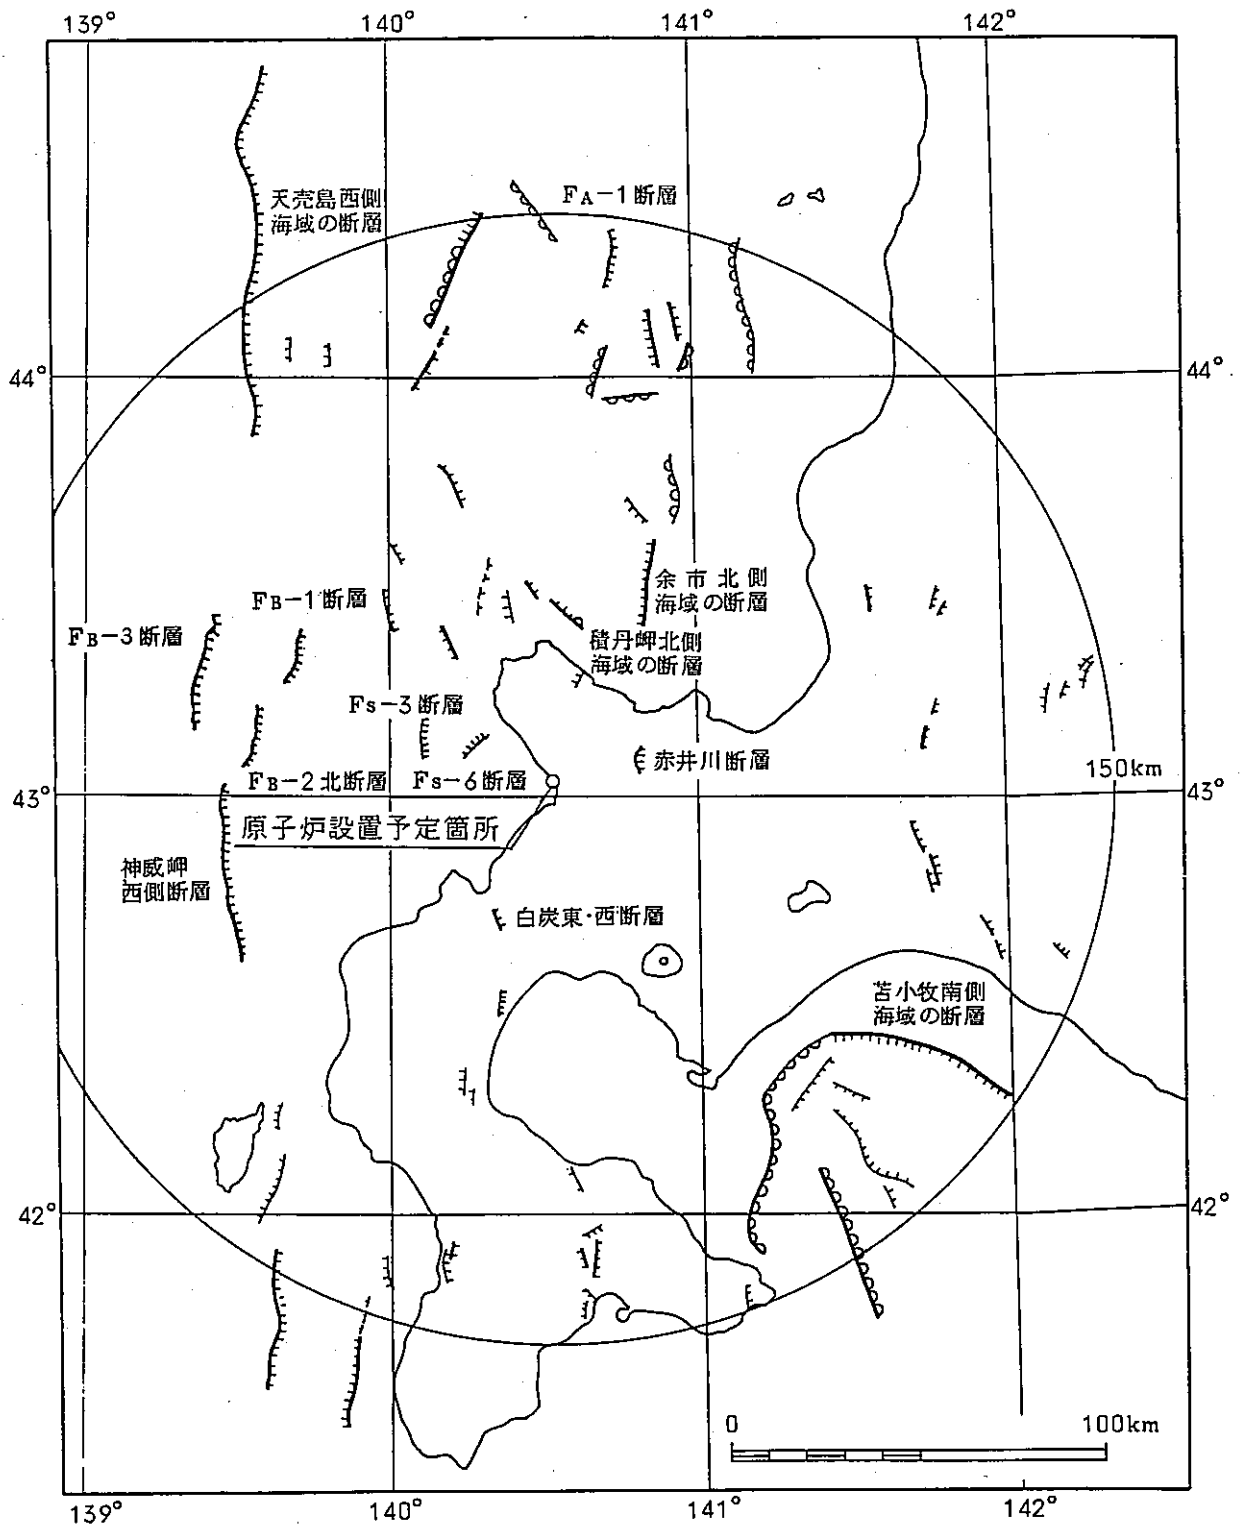 139°
140°
141°
142°
天売島西側
海域の断層
FA-1断層
44°
44°
余市北側
海域の断層
FB-1断層
FB-3断層
積丹岬北側
海域の断層
Fs-3断層
赤井川断層
150km
FB-2北断層
Fs-6断層
43°
43°
原子炉設置予定箇所
神威岬
西側断層
白炭東・西断層
苫小牧南側
海域の断層
42°
42°
0
100km
139°
140°
141°
142°